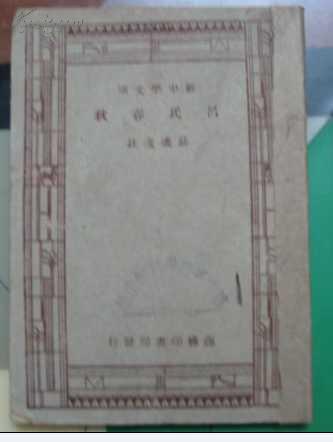 新中學文庫
呂氏春秋
莊適選註
商務印書館發行